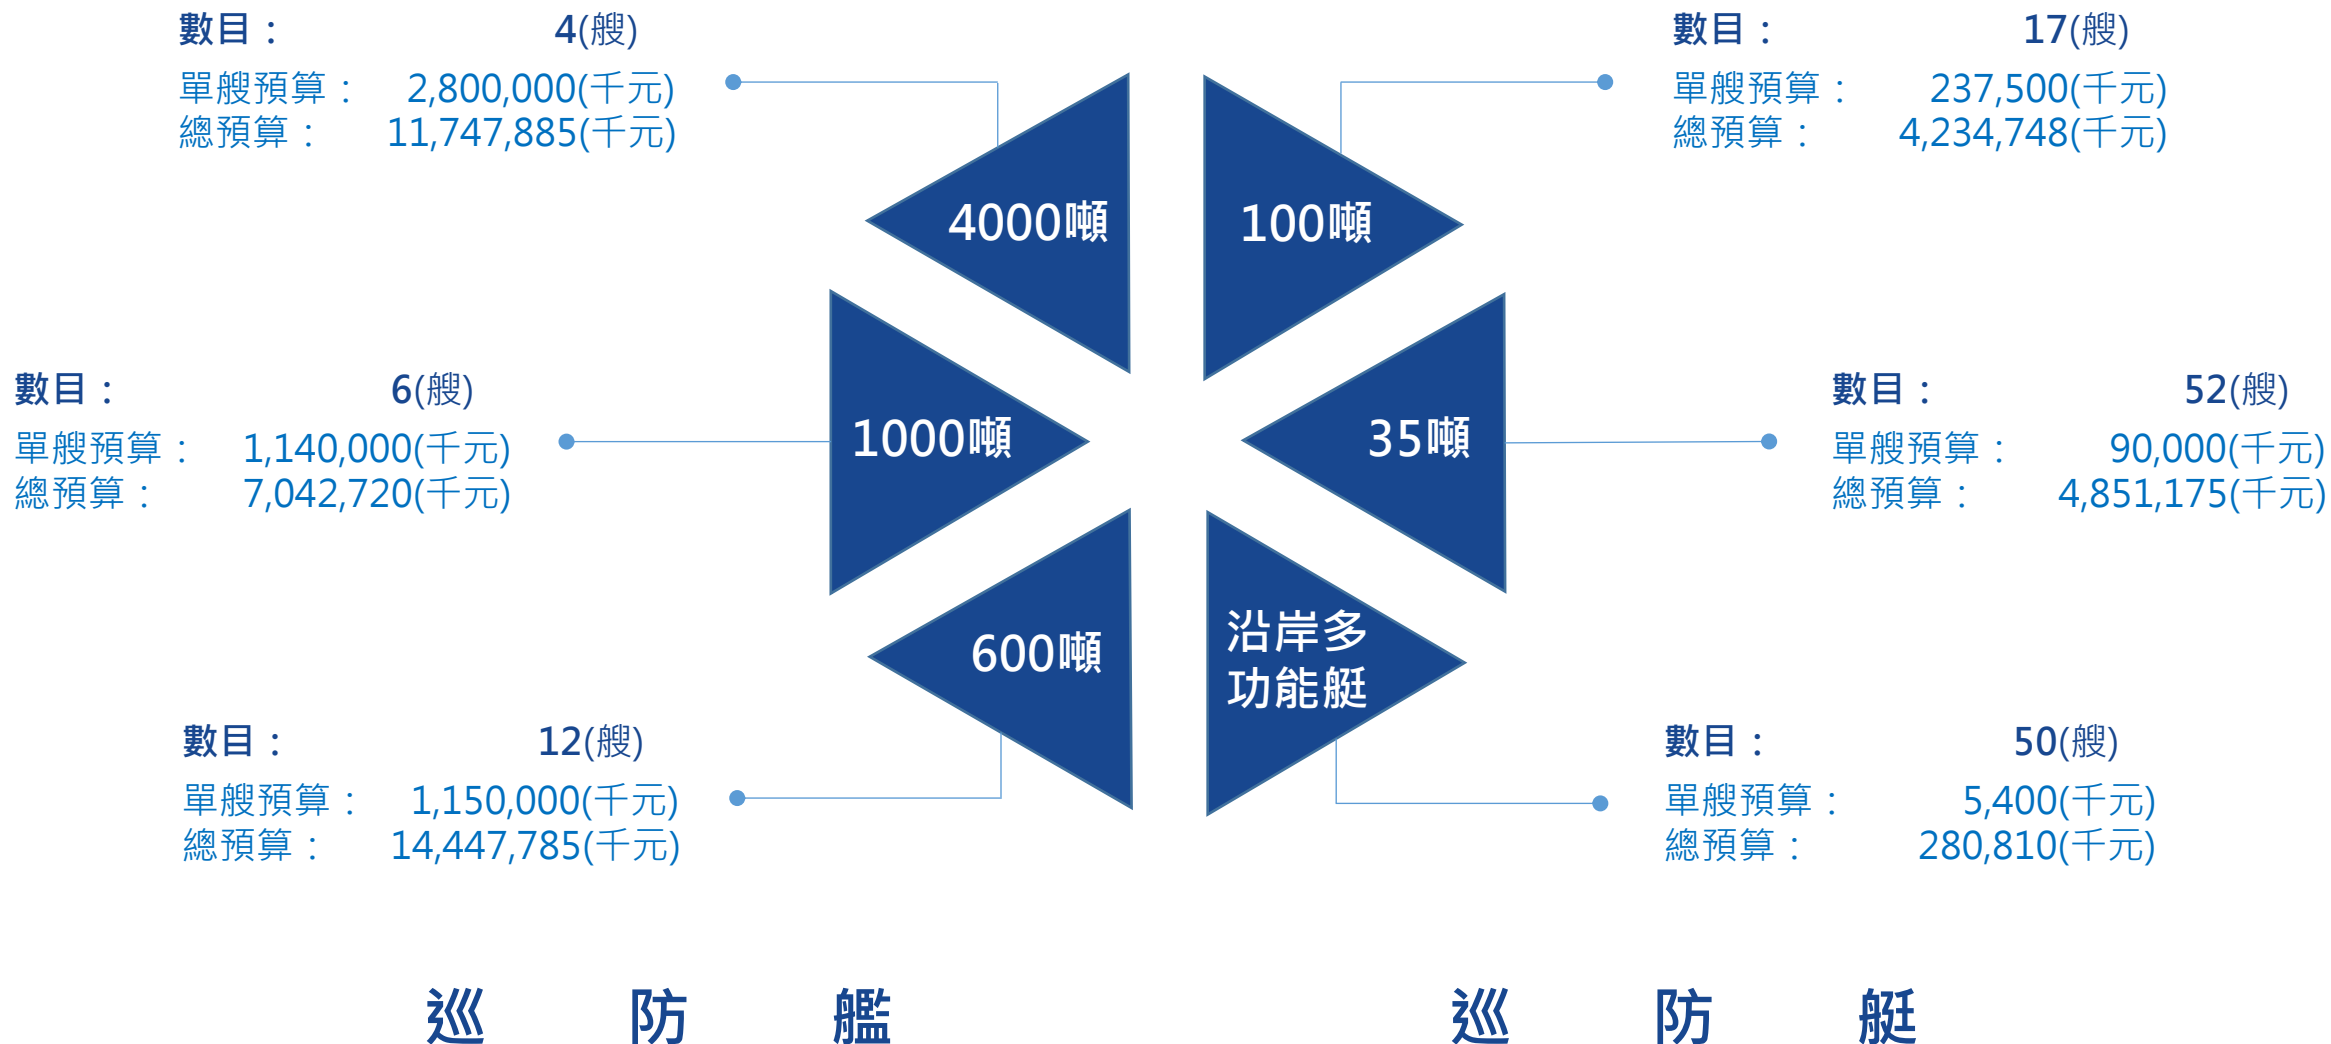 數目： 4(艘)
單艘預算： 2,800,000(千元)
總預算： 11,747,885(千元)
4000噸
數目： 6(艘)
單艘預算： 1,140,000(千元)
總預算： 7,042,720(千元)
1000噸
數目： 12(艘)
單艘預算： 1,150,000(千元)
總預算： 14,447,785(千元)
600噸
巡防艦
數目： 17(艘)
單艘預算： 237,500(千元)
總預算： 4,234,748(千元)
100噸
數目： 52(艘)
單艘預算： 90,000(千元)
總預算： 4,851,175(千元)
35噸
沿岸多
功能艇
數目： 50(艘)
單艘預算： 5,400(千元)
總預算： 280,810(千元)
巡防艇